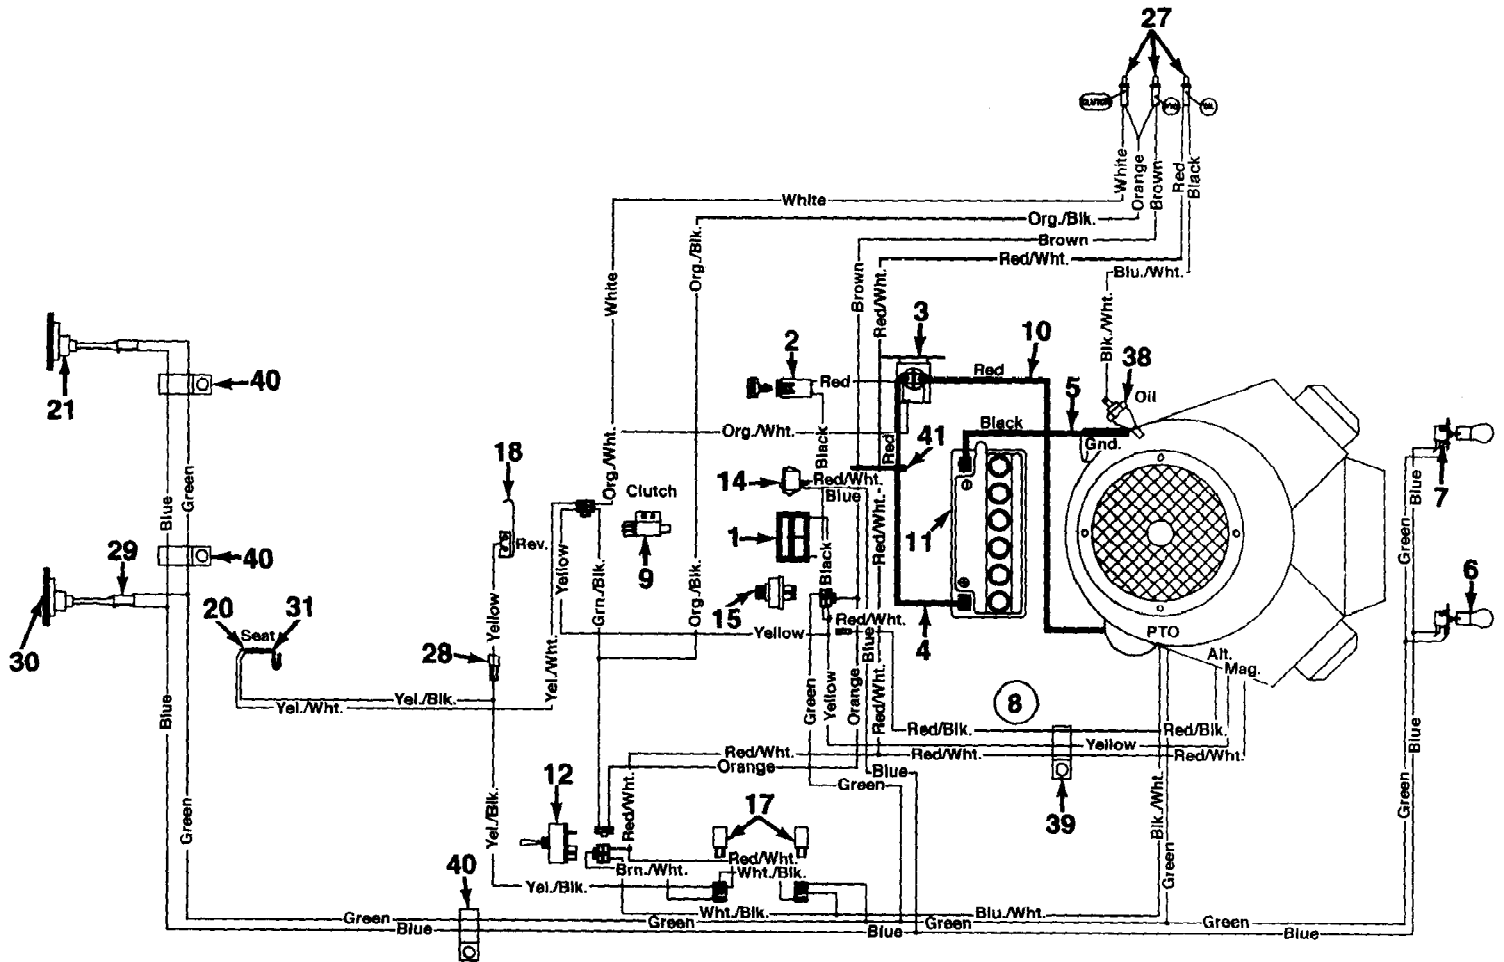 27
CLUTCH
PTO
OIL
White
Orange
Brown
Red
Black
White
Org./Blk.
Brown
Red/Wht.
Blu./Wht.
Org./Blk.
White
Brown
Red/Wht.
Blk./Wht.
3
10
2
38
Red
Red
5
Oil
40
21
Black
Gnd.
Org./Wht.
Black
Red
41
18
Org./Wht.
Clutch
14
Red/Wht.
Blue
7
Blue
Green
Blue
Green
Rev.
1
11
Red/Wht.
29
40
Yellow
9
Black
Grn./Blk.
Org./Blk.
6
20
31
15
Red/Wht.
Yellow
Seat
Yellow
4
PTO
30
28
Blue
Alt.
Mag.
Yel./Wht.
Green
Yellow
Orange
Red/Wht.
8
Yel./Blk.
Yel./Wht.
Blue
Blue
Red/Blk.
Red/Blk.
Yellow
Red/Wht.
Red/Wht.
Red/Wht.
Orange
Blue
Green
12
17
39
Green
Yel./Blk.
Red/Wht.
Blk./Wht.
Green
Green
Red/Wht.
Brn./Wht.
Wht./Blk.
40
Yel./Blk.
Wht./Blk.
Blu./Wht.
Green
Green
Green
Green
Blue
Blue
Blue